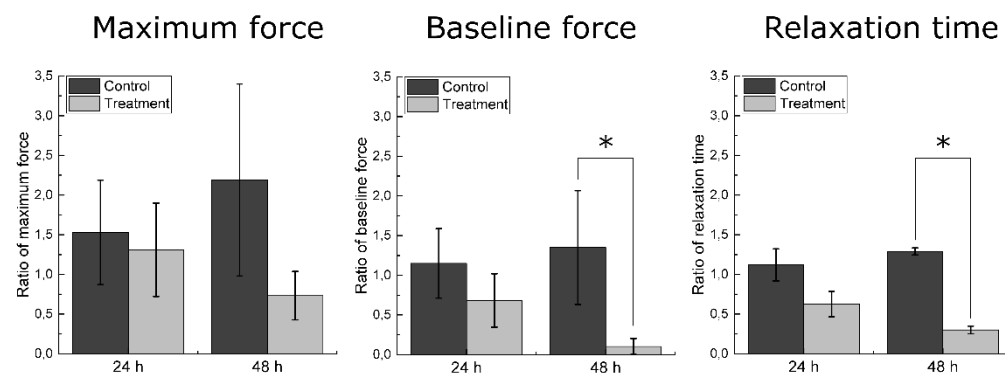 Maximum force
Baseline force
Relaxation time
Ratio of maximum force
3,5
3,0
2,5
2,0
1,5
1,0
0,5
0,0
Control
Treatment
24 h
48 h
Ratio of baseline force
3,5
3,0
2,5
2,0
1,5
1,0
0,5
0,0
Control
Treatment
*
24 h
48 h
Ratio of relaxation time
3,5
3,0
2,5
2,0
1,5
1,0
0,5
0,0
Control
Treatment
*
24 h
48 h